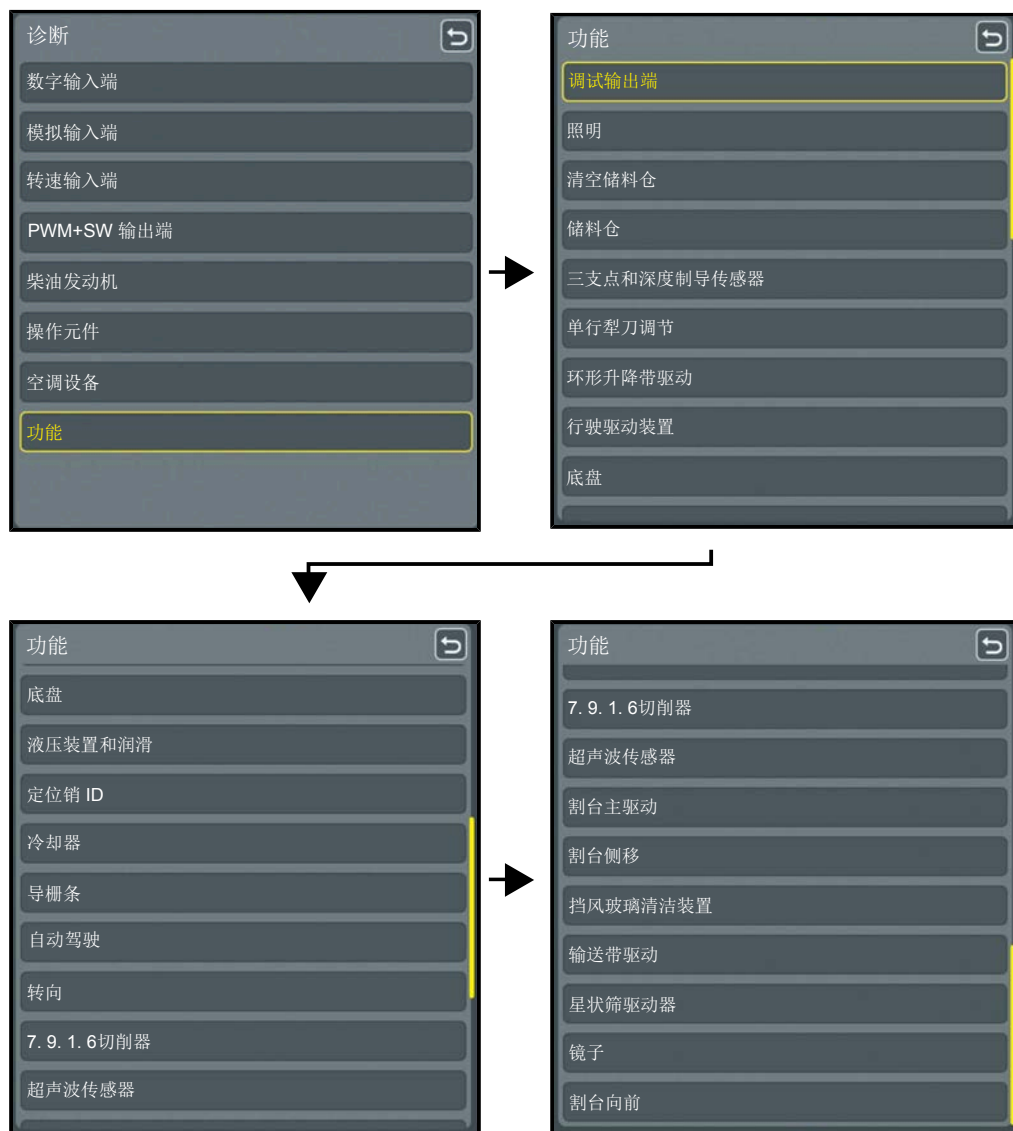 诊断
数字输入端
模拟输入端
转速输入端
PWM+SW 输出端
柴油发动机
操作元件
空调设备
功能
功能
调试输出端
照明
清空储料仓
储料仓
三支点和深度制导传感器
单行犁刀调节
环形升降带驱动
行驶驱动装置
底盘
功能
底盘
液压装置和润滑
定位销 ID
冷却器
导栅条
自动驾驶
转向
7. 9. 1. 6切削器
超声波传感器
功能
7. 9. 1. 6切削器
超声波传感器
割台主驱动
割台侧移
挡风玻璃清洁装置
输送带驱动
星状筛驱动器
镜子
割台向前